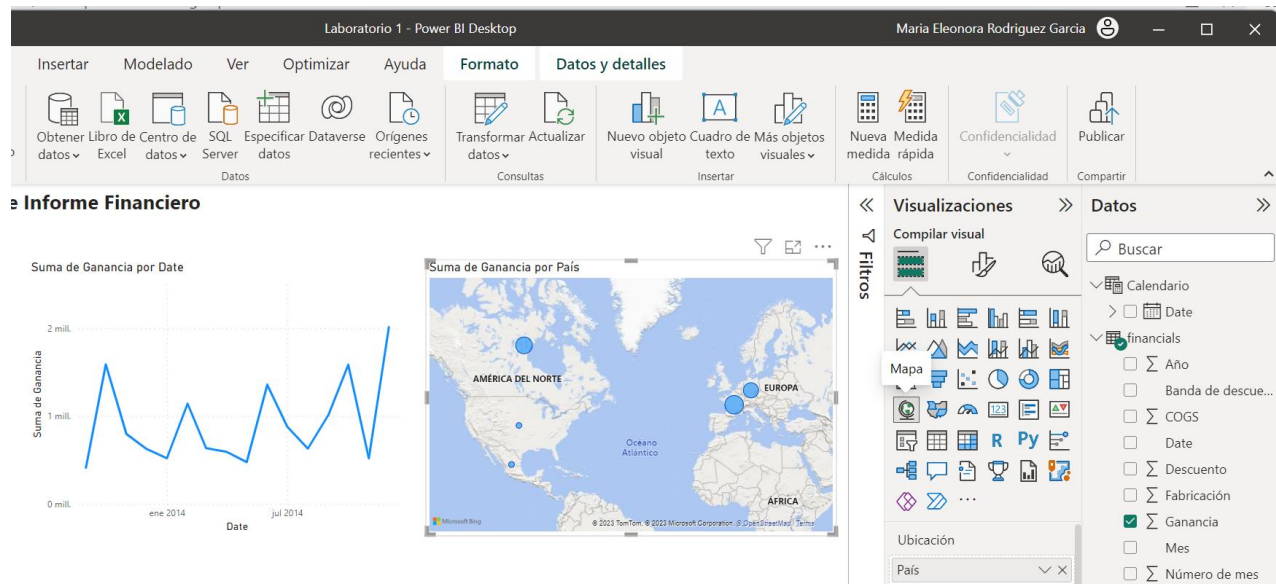 Laboratorio 1 - Power BI Desktop
Maria Eleonora Rodriguez Garcia
Insertar Modelado Ver Optimizar Ayuda Formato Datos y detalles
Obtener datos
Libro de Excel
Centro de datos
SQL Server
Especificar datos
Dataverse
Orígenes recientes
Transformar datos
Actualizar
Nuevo objeto visual
Cuadro de texto
Más objetos visuales
Nueva medida
Medida rápida
Confidencialidad
Publicar
Datos
Consultas
Insertar
Cálculos
Confidencialidad
Compartir
e Informe Financiero
Suma de Ganancia por Date
Suma de Ganancia
2 mill.
1 mill.
0 mill.
ene 2014
jul 2014
Date
Suma de Ganancia por País
AMÉRICA DEL NORTE
EUROPA
Océano
Atlántico
ÁFRICA
Microsoft Bing
© 2023 TomTom, © 2023 Microsoft Corporation, © OpenStreetMap Terms
Filtros
Visualizaciones
Compilar visual
Mapa
123
R
Py
Ubicación
País
Datos
Buscar
Calendario
Date
financials
Año
Banda de descue...
COGS
Date
Descuento
Fabricación
Ganancia
Mes
Número de mes